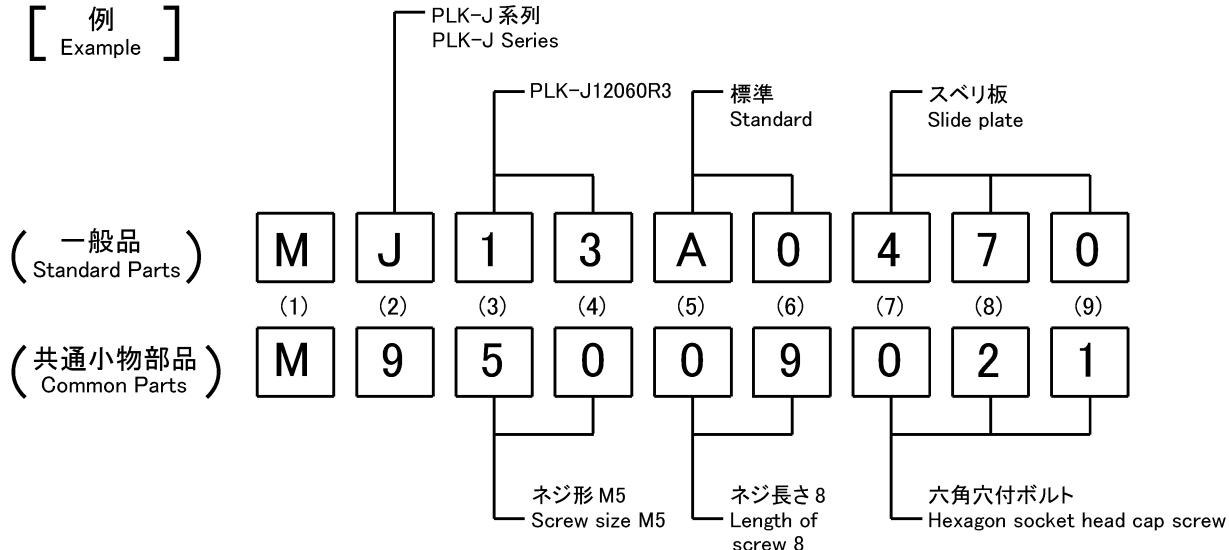 例
Example
PLK-J 系列
PLK-J Series
PLK-J12060R3
標準
Standard
スベリ板
Slide plate
一般品
Standard Parts
M J 1 3 A 0 4 7 0
(1) (2) (3) (4) (5) (6) (7) (8) (9)
共通小物部品
Common Parts
M 9 5 0 0 9 0 2 1
ネジ形 M5
Screw size M5
ネジ長さ 8
Length of
screw 8
六角穴付ボルト
Hexagon socket head cap screw